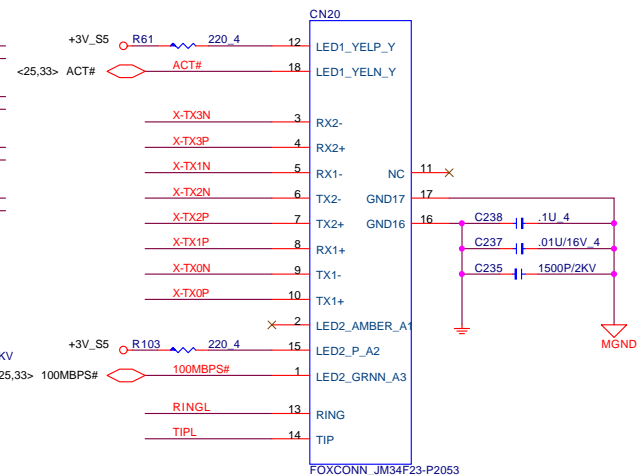 CN20
+3V_S5 R61 220_4 12 LED1_YELP_Y
<25,33> ACT# ACT# 18 LED1_YELN_Y
X-TX3N 3 RX2-
X-TX3P 4 RX2+
X-TX1N 5 RX1- NC 11
X-TX2N 6 TX2- GND17 17
X-TX2P 7 TX2+ GND16 16 C238 .1U_4
X-TX1P 8 RX1+ C237 .01U/16V_4
X-TX0N 9 TX1- C235 1500P/2KV
X-TX0P 10 TX1+
2 LED2_AMBER_A1
MGND
+3V_S5 R103 220_4 15 LED2_P_A2
KV
25,33> 100MBPS# 100MBPS# 1 LED2_GRNN_A3
RINGL 13 RING
TIPL 14 TIP
FOXCONN_JM34F23-P2053